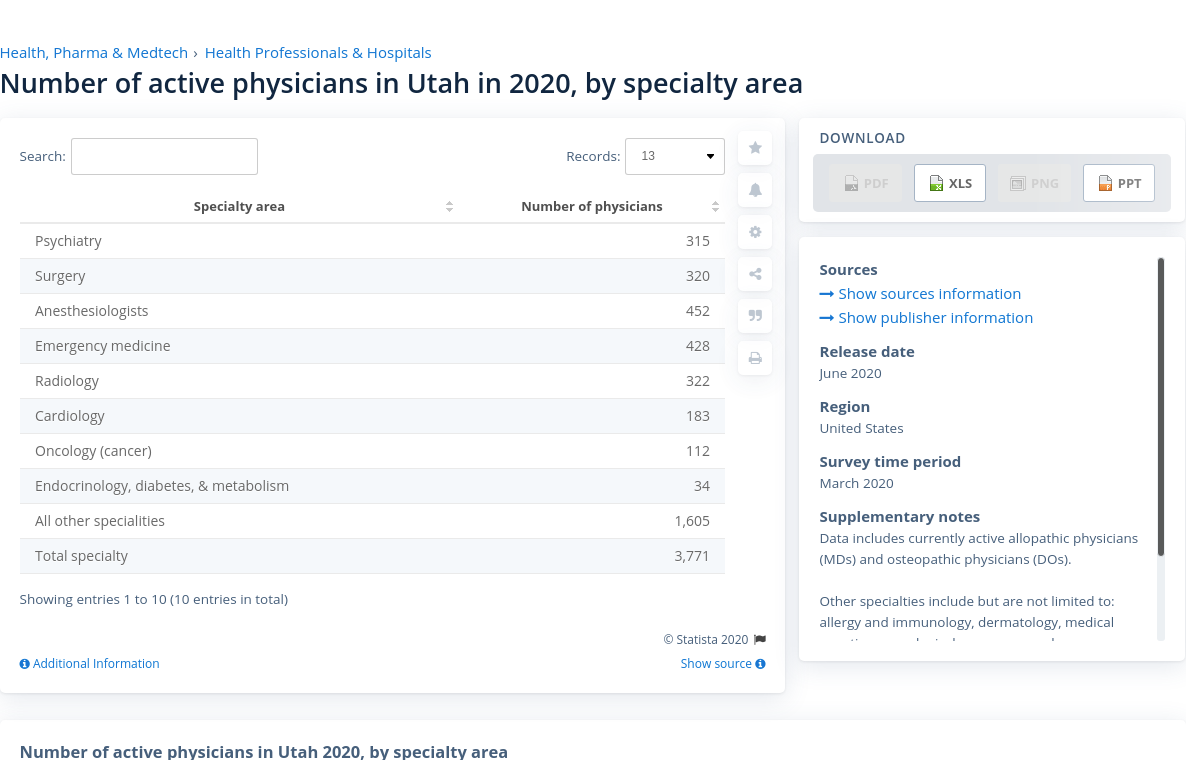 Health, Pharma & Medtech › Health Professionals & Hospitals
Number of active physicians in Utah in 2020, by specialty area
Search:
Records: 13
Specialty area Number of physicians
Psychiatry 315
Surgery 320
Anesthesiologists 452
Emergency medicine 428
Radiology 322
Cardiology 183
Oncology (cancer) 112
Endocrinology, diabetes, & metabolism 34
All other specialities 1,605
Total specialty 3,771
Showing entries 1 to 10 (10 entries in total)
© Statista 2020
Additional Information
Show source
DOWNLOAD
PDF XLS PNG PPT
Sources
Show sources information
Show publisher information
Release date
June 2020
Region
United States
Survey time period
March 2020
Supplementary notes
Data includes currently active allopathic physicians
(MDs) and osteopathic physicians (DOs).
Other specialties include but are not limited to:
allergy and immunology, dermatology, medical
Number of active physicians in Utah 2020, by specialty area